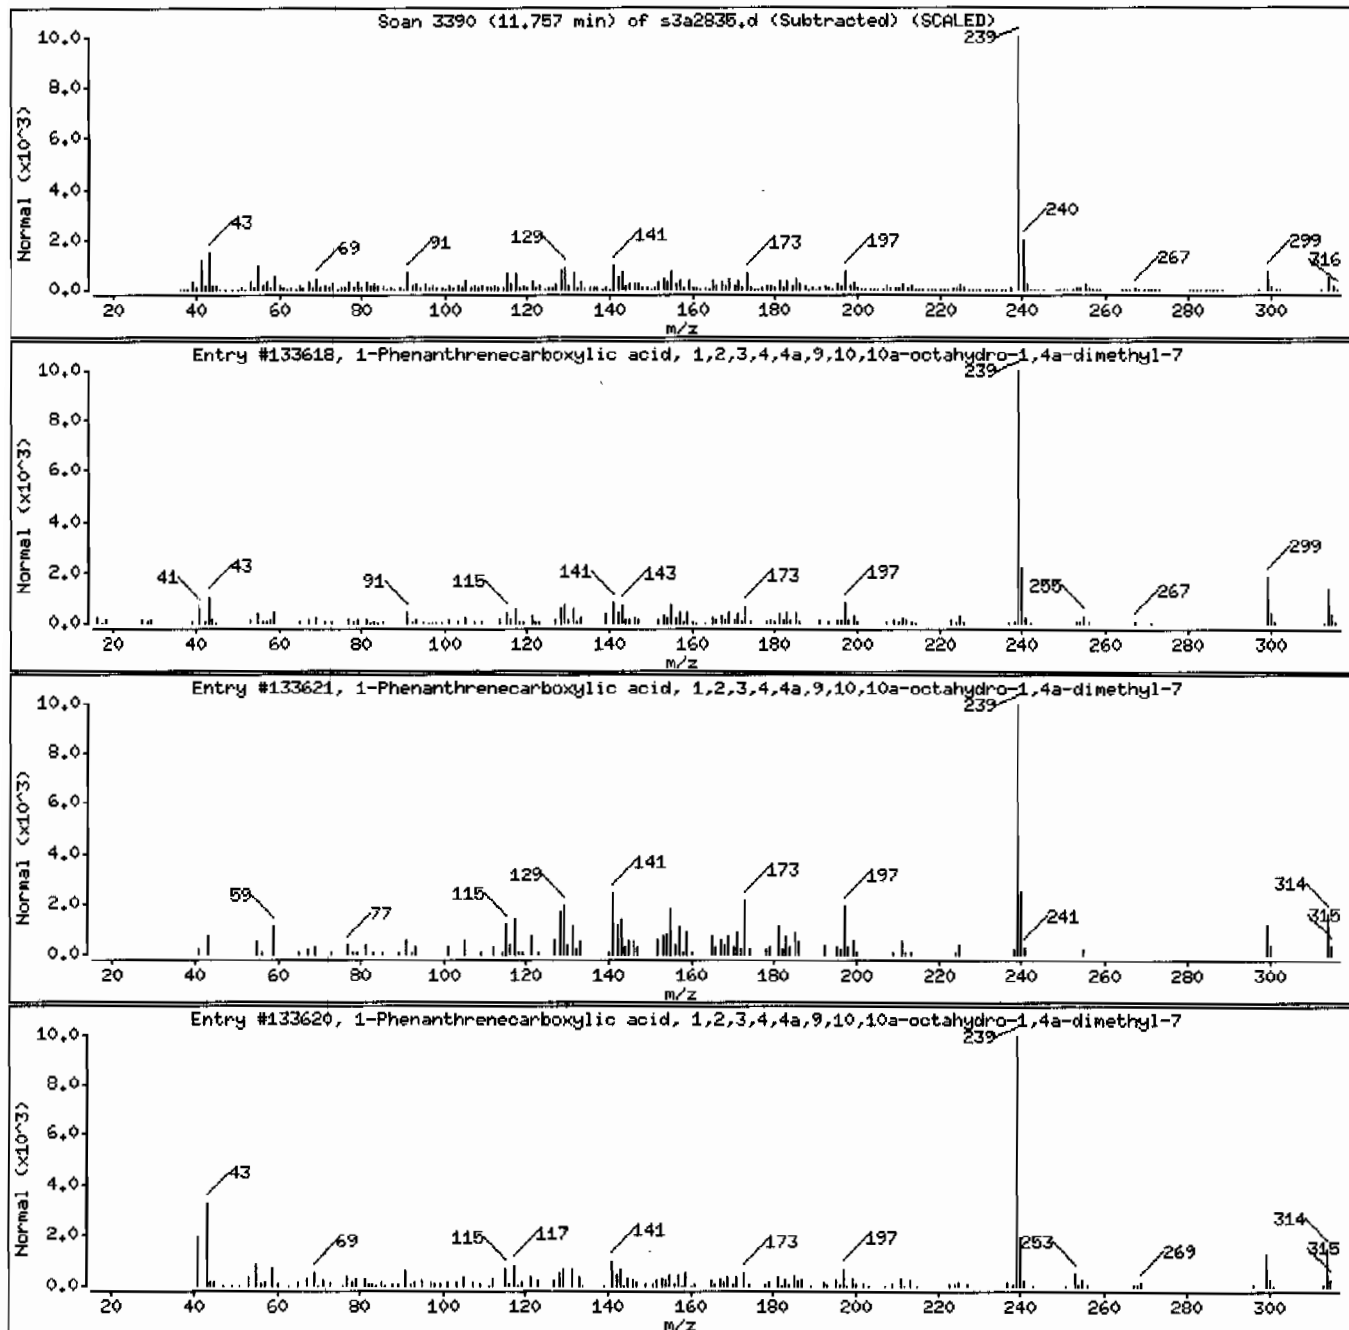 Soan 3390 (11.757 min) of s3a2835.d (Subtracted) (SCALED)
Normal (x10^3)
10.0
8.0
6.0
4.0
2.0
0.0
43 69 91 129 141 173 197 239 240 267 299 316
20 40 60 80 100 120 140 160 180 200 220 240 260 280 300
m/z
Entry #133618, 1-Phenanthrenecarboxylic acid, 1,2,3,4,4a,9,10,10a-octahydro-1,4a-dimethyl-7
Normal (x10^3)
10.0
8.0
6.0
4.0
2.0
0.0
41 43 91 115 141 143 173 197 239 255 267 299
20 40 60 80 100 120 140 160 180 200 220 240 260 280 300
m/z
Entry #133621, 1-Phenanthrenecarboxylic acid, 1,2,3,4,4a,9,10,10a-octahydro-1,4a-dimethyl-7
Normal (x10^3)
10.0
8.0
6.0
4.0
2.0
0.0
59 77 115 129 141 173 197 239 241 314 315
20 40 60 80 100 120 140 160 180 200 220 240 260 280 300
m/z
Entry #133620, 1-Phenanthrenecarboxylic acid, 1,2,3,4,4a,9,10,10a-octahydro-1,4a-dimethyl-7
Normal (x10^3)
10.0
8.0
6.0
4.0
2.0
0.0
43 69 115 117 141 173 197 239 253 269 314 315
20 40 60 80 100 120 140 160 180 200 220 240 260 280 300
m/z